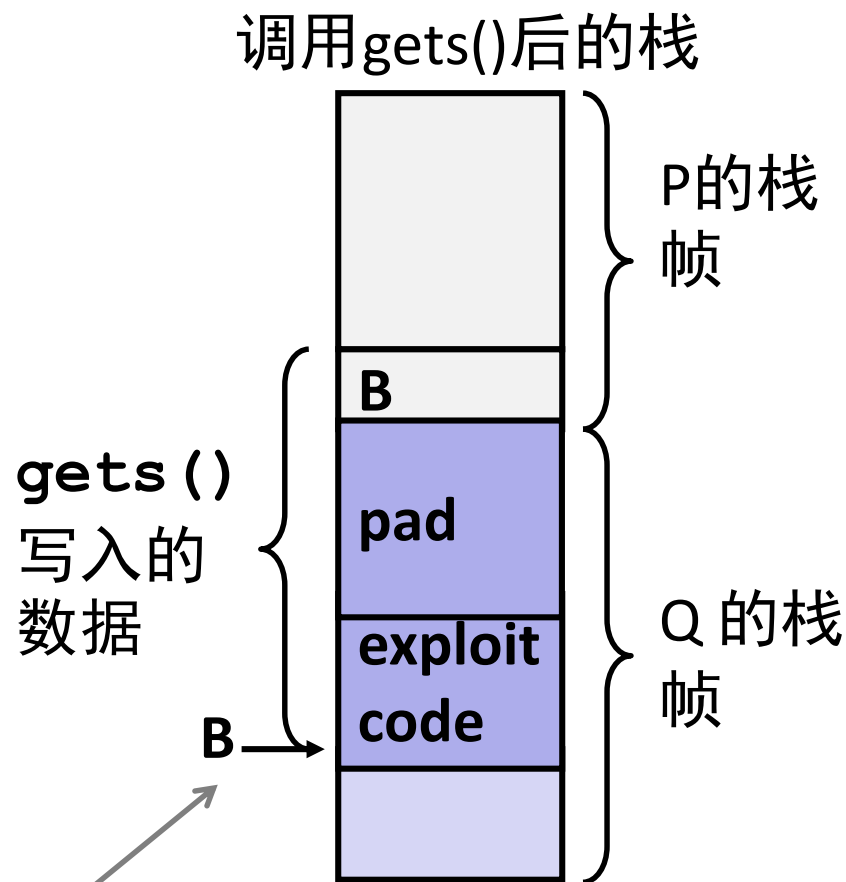 调用gets()后的栈
P的栈
帧
B
gets()
写入的
数据
pad
exploit
code
B
Q 的栈
帧